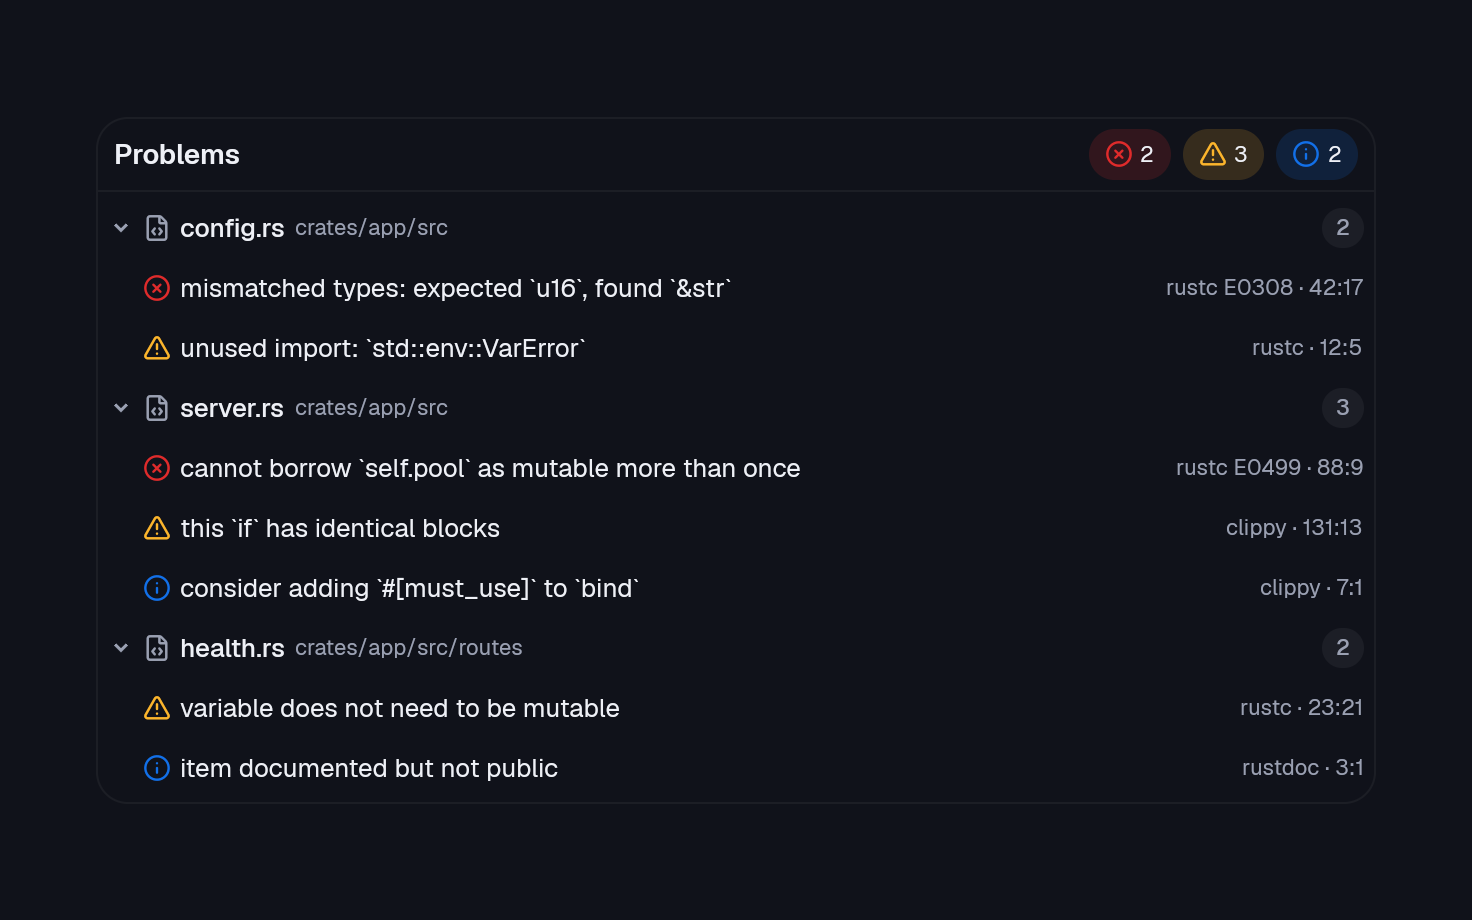 Problems 2 3 2
config.rs crates/app/src 2
mismatched types: expected `u16`, found `&str` rustc E0308 · 42:17
unused import: `std::env::VarError` rustc · 12:5
server.rs crates/app/src 3
cannot borrow `self.pool` as mutable more than once rustc E0499 · 88:9
this `if` has identical blocks clippy · 131:13
consider adding `#[must_use]` to `bind` clippy · 7:1
health.rs crates/app/src/routes 2
variable does not need to be mutable rustc · 23:21
item documented but not public rustdoc · 3:1